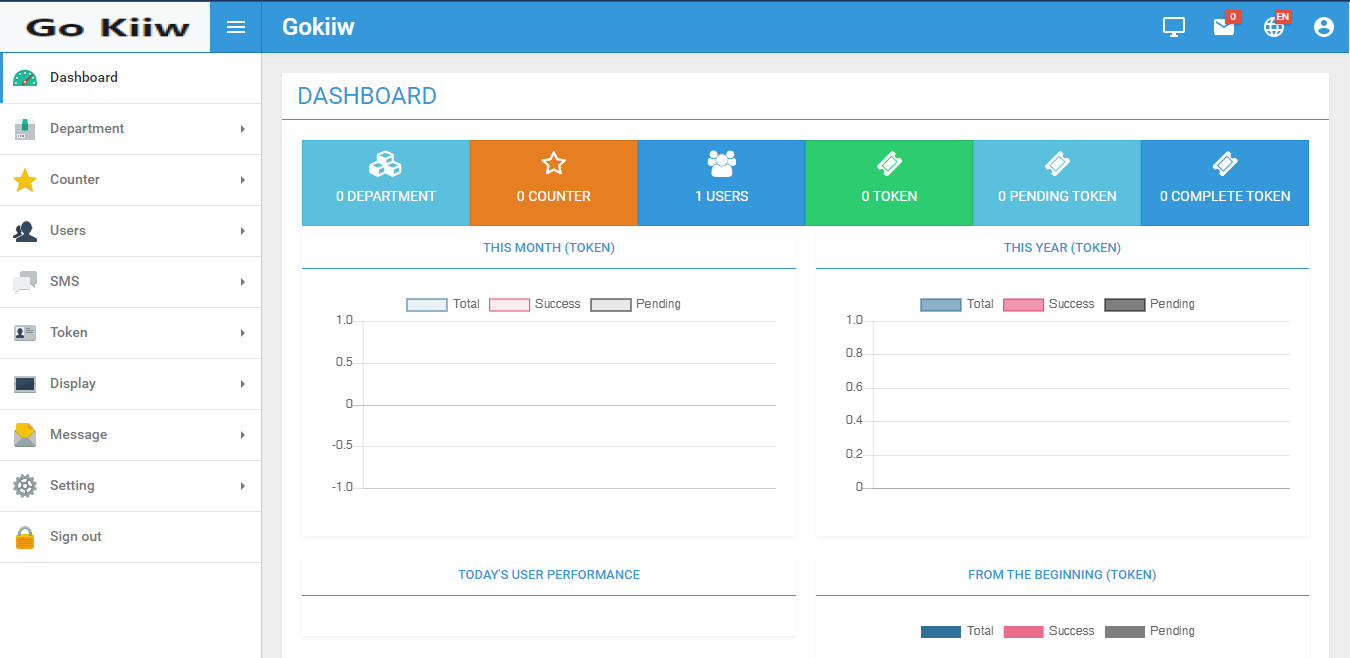 Go Kiiw
Gokiiw
0
EN
Dashboard
Department
Counter
Users
SMS
Token
Display
Message
Setting
Sign out
DASHBOARD
0 DEPARTMENT
0 COUNTER
1 USERS
0 TOKEN
0 PENDING TOKEN
0 COMPLETE TOKEN
THIS MONTH (TOKEN)
Total Success Pending
1.0
0.5
0
-0.5
-1.0
THIS YEAR (TOKEN)
Total Success Pending
1.0
0.8
0.6
0.4
0.2
0
TODAY'S USER PERFORMANCE
FROM THE BEGINNING (TOKEN)
Total Success Pending